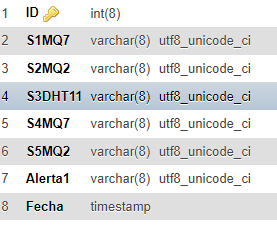 1 ID int(8)
2 S1MQ7 varchar(8) utf8_unicode_ci
3 S2MQ2 varchar(8) utf8_unicode_ci
4 S3DHT11 varchar(8) utf8_unicode_ci
5 S4MQ7 varchar(8) utf8_unicode_ci
6 S5MQ2 varchar(8) utf8_unicode_ci
7 Alerta1 varchar(8) utf8_unicode_ci
8 Fecha timestamp